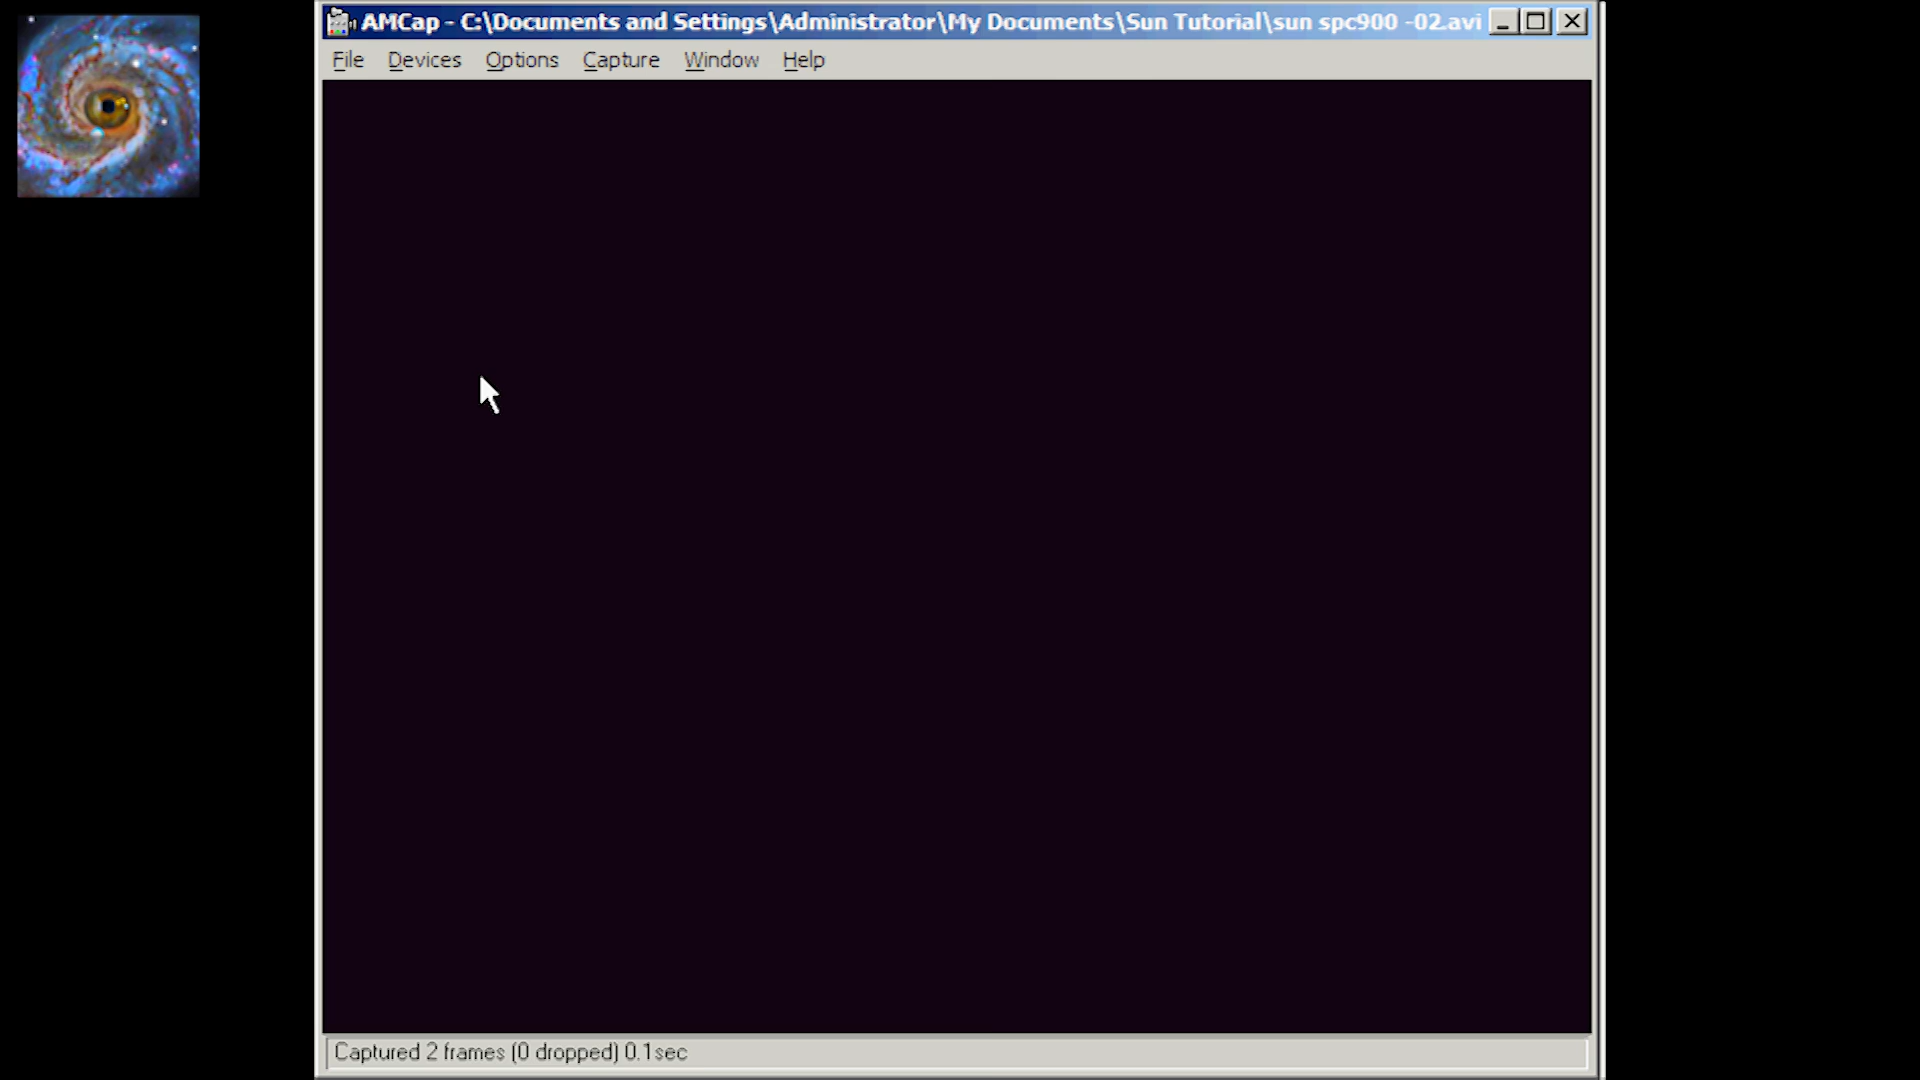 AMCap - C:\Documents and Settings\Administrator\My Documents\Sun Tutorial\sun spc900 -02.avi
File Devices Options Capture Window Help
Captured 2 frames (0 dropped) 0.1sec